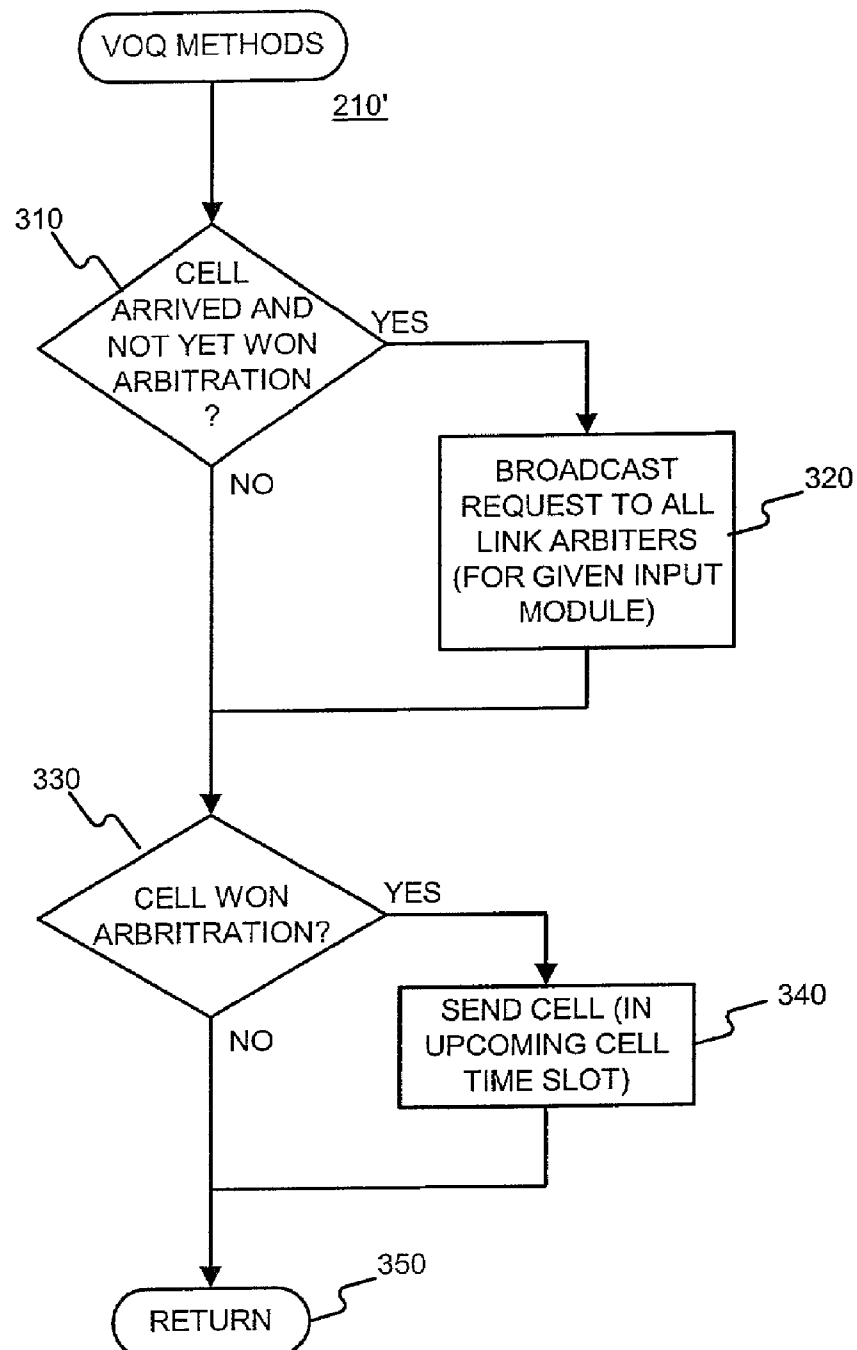 VOQ METHODS
210'
310
CELL
ARRIVED AND
NOT YET WON
ARBITRATION
?
YES
NO
BROADCAST
REQUEST TO ALL
LINK ARBITERS
(FOR GIVEN INPUT
MODULE)
320
330
CELL WON
ARBRITRATION?
YES
NO
SEND CELL (IN
UPCOMING CELL
TIME SLOT)
340
350
RETURN